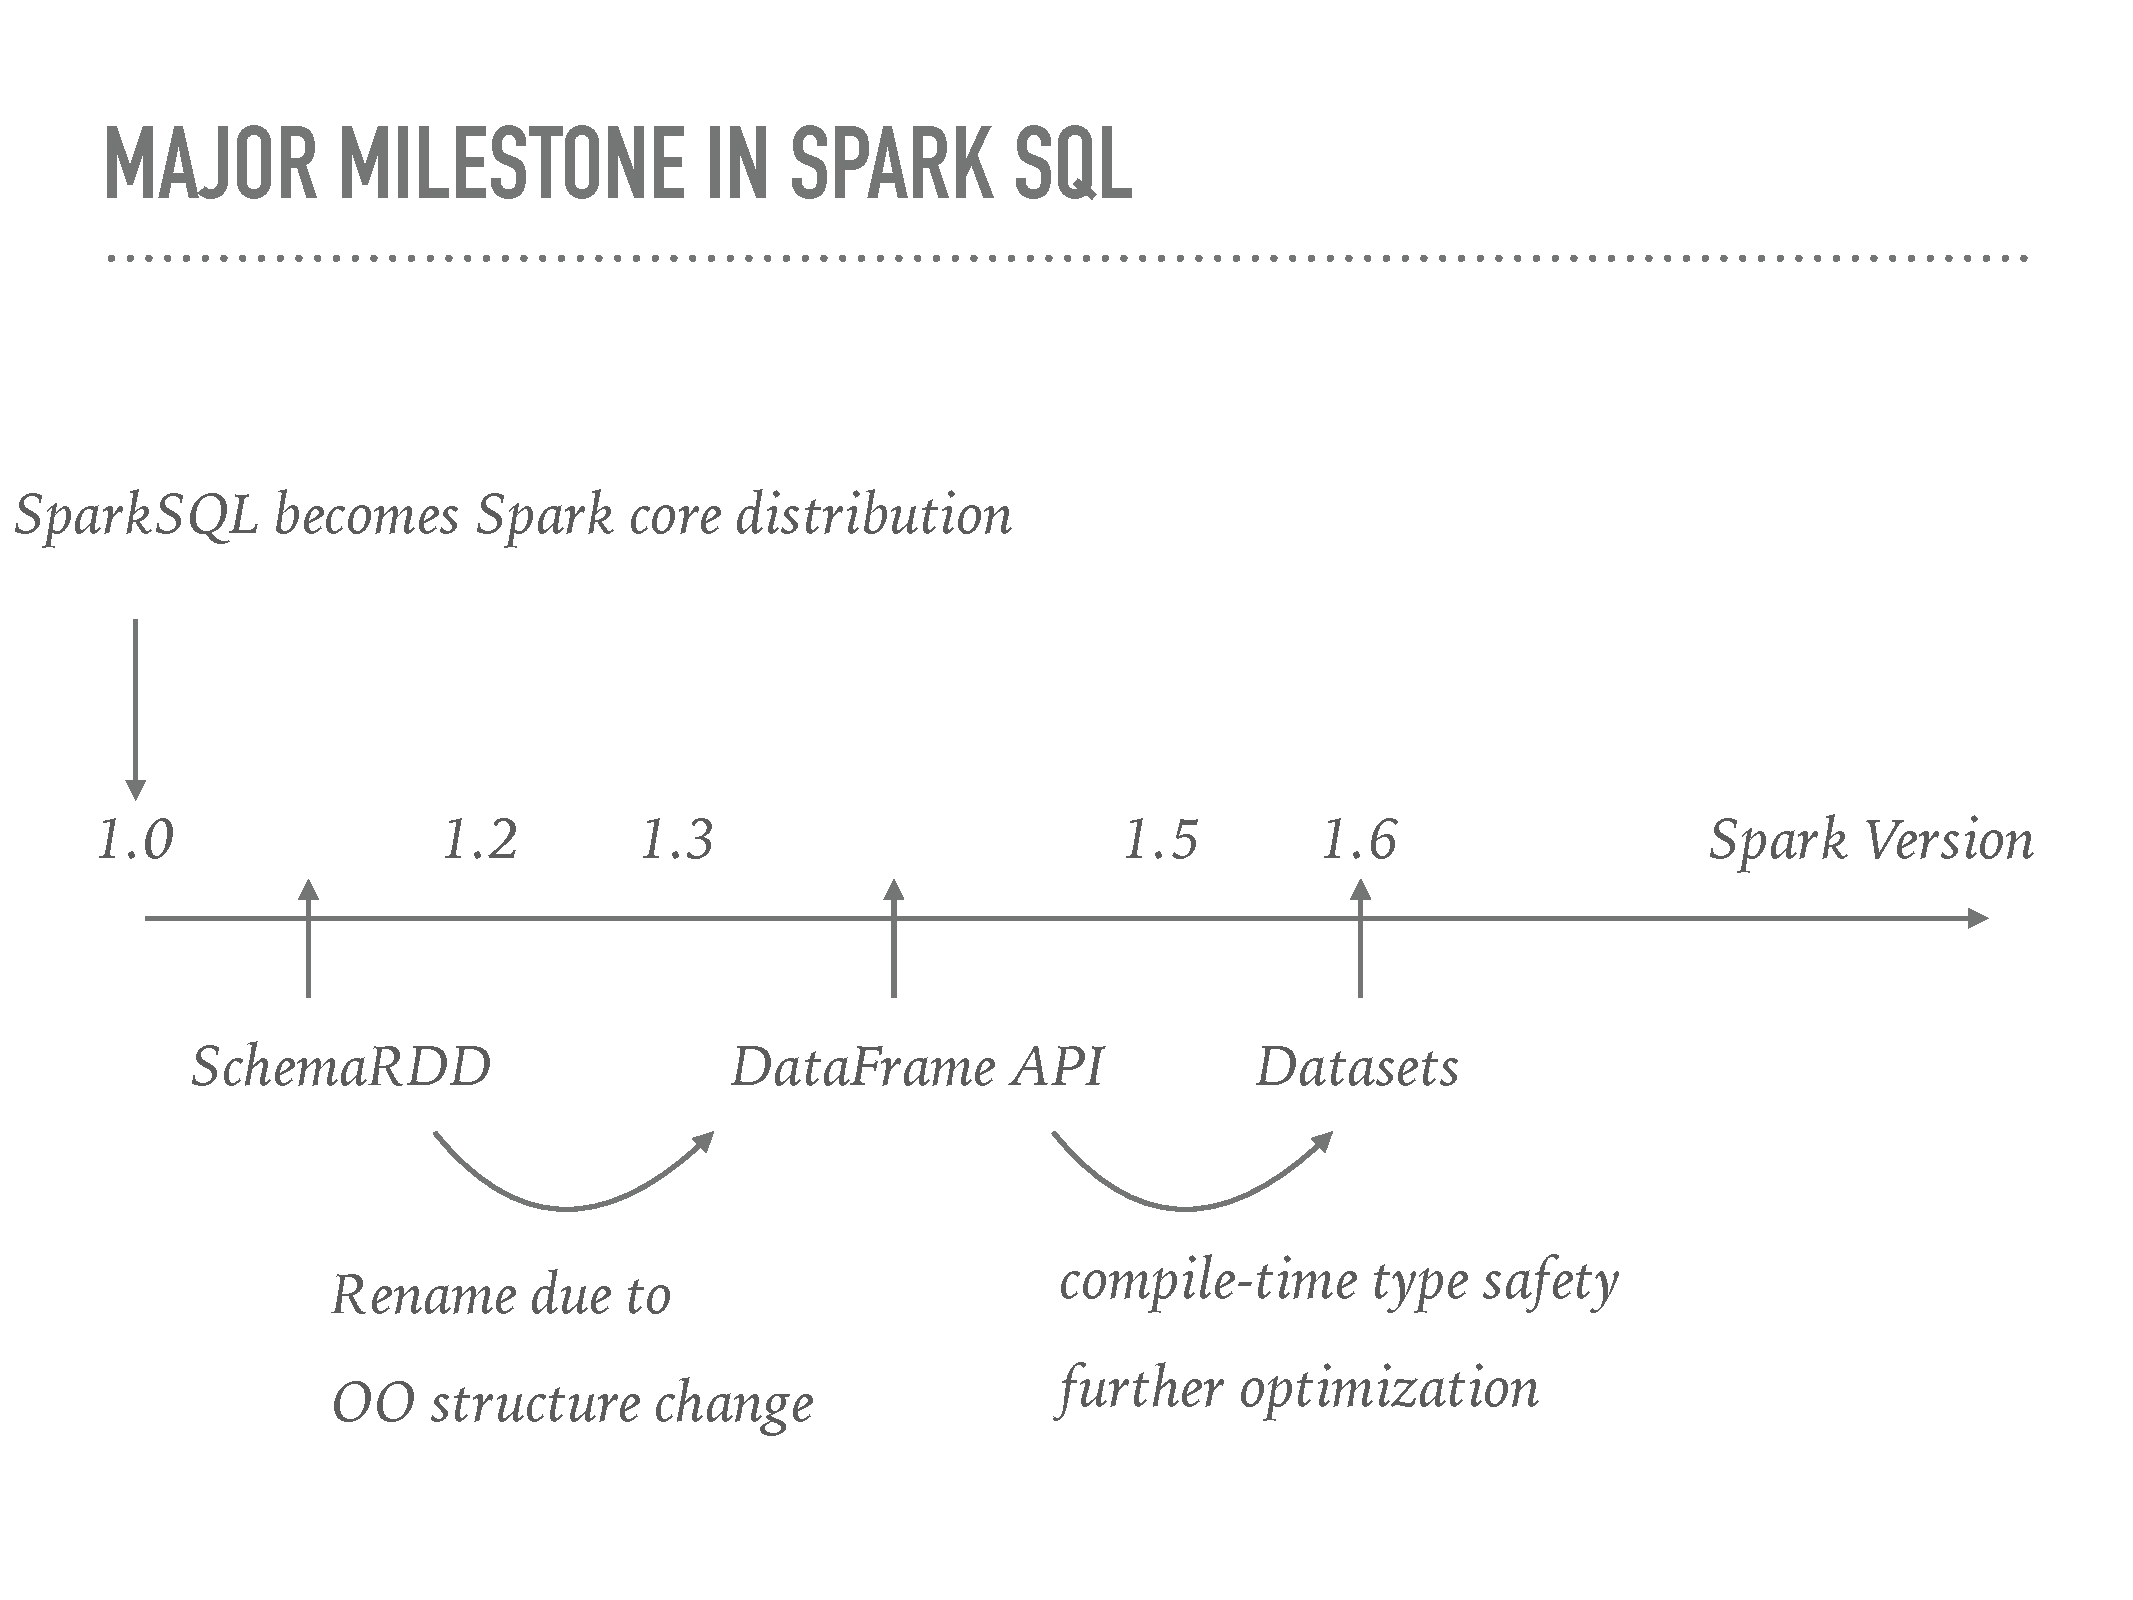 MAJOR MILESTONE IN SPARK SQL
SparkSQL becomes Spark core distribution
1.0 1.2 1.3 1.5 1.6 Spark Version
SchemaRDD DataFrame API Datasets
Rename due to
OO structure change
compile-time type safety
further optimization